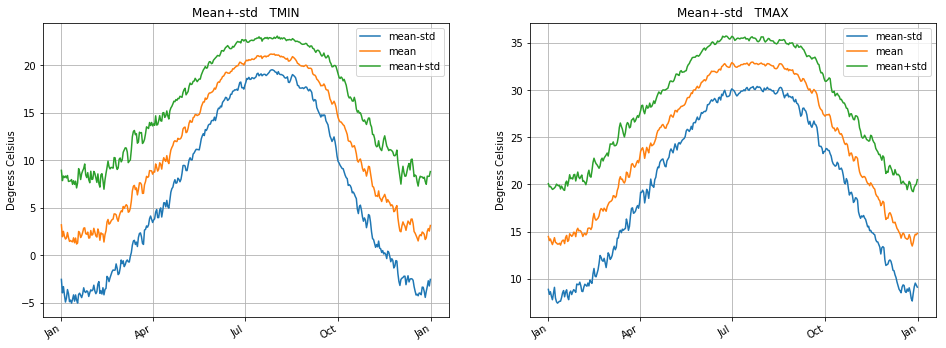 Mean+-std   TMIN
Degress Celsius
20
15
10
5
0
−5
Jan
Apr
Jul
Oct
Jan
mean-std
mean
mean+std
Mean+-std   TMAX
Degress Celsius
35
30
25
20
15
10
Jan
Apr
Jul
Oct
Jan
mean-std
mean
mean+std